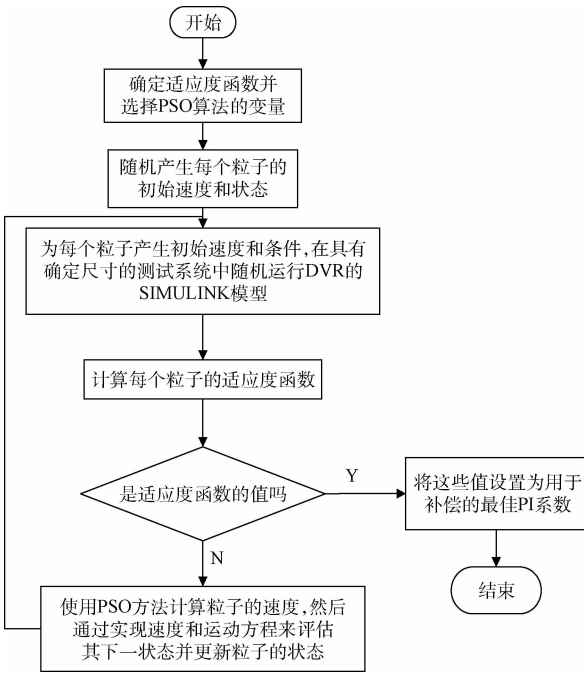 开始
确定适应度函数并
选择PSO算法的变量
随机产生每个粒子的
初始速度和状态
为每个粒子产生初始速度和条件,在具有
确定尺寸的测试系统中随机运行DVR的
SIMULINK模型
计算每个粒子的适应度函数
是适应度函数的值吗
Y
将这些值设置为用于
补偿的最佳PI系数
N
结束
使用PSO方法计算粒子的速度,然后
通过实现速度和运动方程来评估
其下一状态并更新粒子的状态